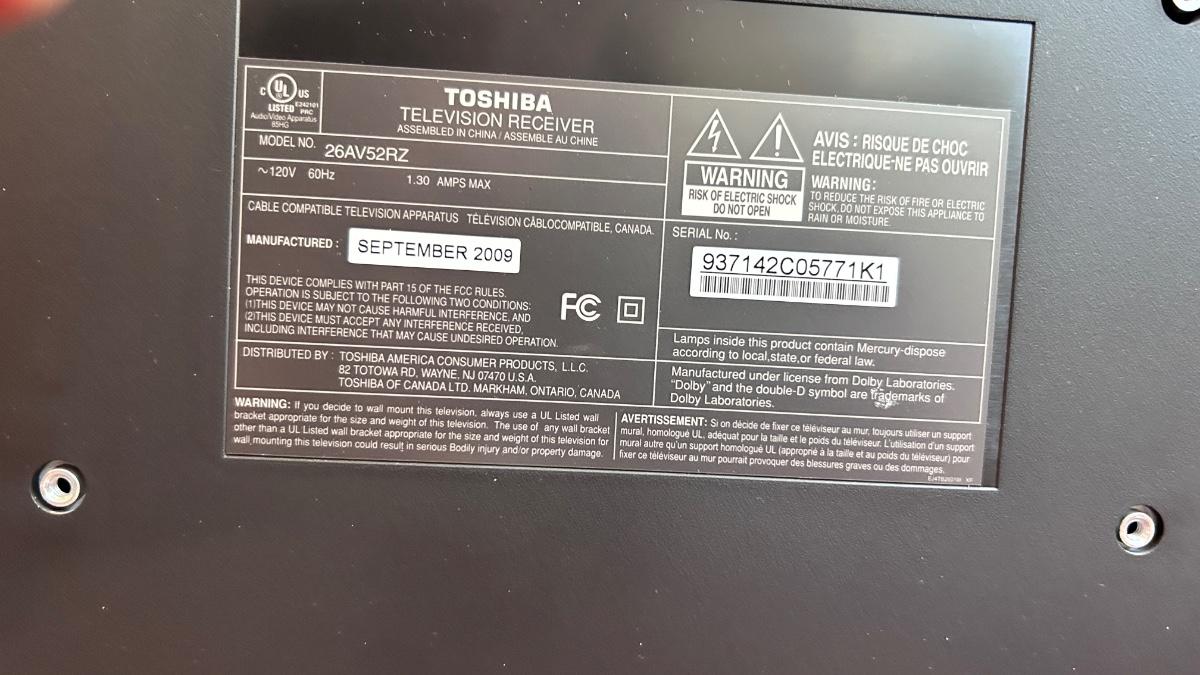 C UL US
LISTED E242101
PRC
Audio/Video Apparatus
85HG
TOSHIBA
TELEVISION RECEIVER
ASSEMBLED IN CHINA / ASSEMBLE AU CHINE
MODEL NO. 26AV52RZ
~120V 60Hz 1.30 AMPS MAX
CABLE COMPATIBLE TELEVISION APPARATUS TÉLÉVISION CÂBLOCOMPATIBLE, CANADA.
MANUFACTURED : SEPTEMBER 2009
THIS DEVICE COMPLIES WITH PART 15 OF THE FCC RULES.
OPERATION IS SUBJECT TO THE FOLLOWING TWO CONDITIONS:
(1)THIS DEVICE MAY NOT CAUSE HARMFUL INTERFERENCE, AND
(2)THIS DEVICE MUST ACCEPT ANY INTERFERENCE RECEIVED,
INCLUDING INTERFERENCE THAT MAY CAUSE UNDESIRED OPERATION.
FC
DISTRIBUTED BY : TOSHIBA AMERICA CONSUMER PRODUCTS, L.L.C.
82 TOTOWA RD, WAYNE, NJ 07470 U.S.A.
TOSHIBA OF CANADA LTD. MARKHAM, ONTARIO, CANADA
WARNING
RISK OF ELECTRIC SHOCK
DO NOT OPEN
AVIS : RISQUE DE CHOC
ELECTRIQUE-NE PAS OUVRIR
WARNING:
TO REDUCE THE RISK OF FIRE OR ELECTRIC
SHOCK, DO NOT EXPOSE THIS APPLIANCE TO
RAIN OR MOISTURE.
SERIAL No. :
937142C05771K1
Lamps inside this product contain Mercury-dispose
according to local,state,or federal law.
Manufactured under license from Dolby Laboratories.
"Dolby" and the double-D symbol are trademarks of
Dolby Laboratories.
WARNING: If you decide to wall mount this television, always use a UL Listed wall
bracket appropriate for the size and weight of this television. The use of any wall bracket
other than a UL Listed wall bracket appropriate for the size and weight of this television for
wall mounting this television could result in serious Bodily injury and/or property damage.
AVERTISSEMENT: Si on décide de fixer ce téléviseur au mur, toujours utiliser un support
mural, homologué UL, adéquat pour la taille et le poids du téléviseur. L'utilisation d'un support
mural autre qu'un support homologué UL (approprié à la taille et au poids du téléviseur) pour
fixer ce téléviseur au mur pourrait provoquer des blessures graves ou des dommages.